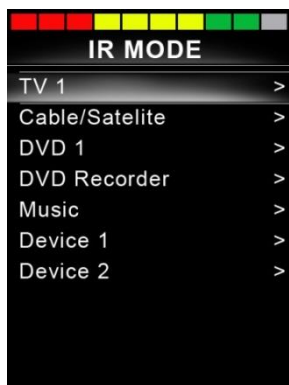 IR MODE
TV 1 >
Cable/Satelite >
DVD 1 >
DVD Recorder >
Music >
Device 1 >
Device 2 >